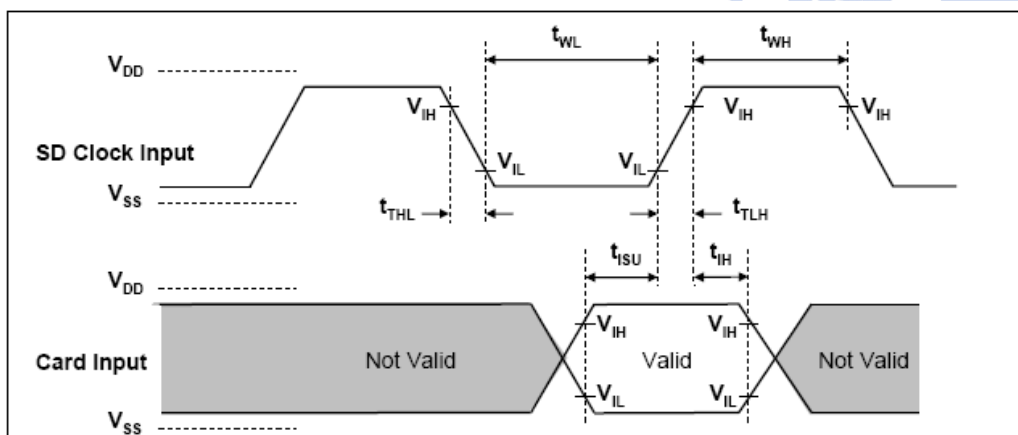 tWL tWH
VDD
VIH VIH VIH
SD Clock Input
VIL VIL
VSS
tTHL tTLH
tISU tIH
VDD
VIH VIH
Card Input Not Valid Valid Not Valid
VIL VIL
VSS